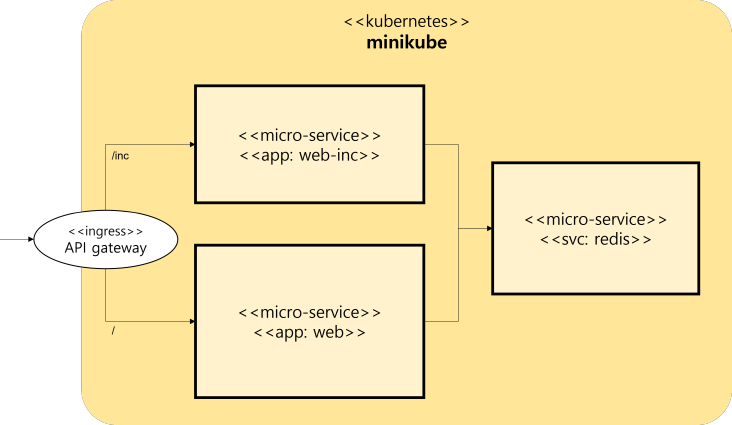 <<kubernetes>>
minikube
<<micro-service>>
<<app: web-inc>>
/inc
<<ingress>>
API gateway
<<micro-service>>
<<svc: redis>>
<<micro-service>>
<<app: web>>
/